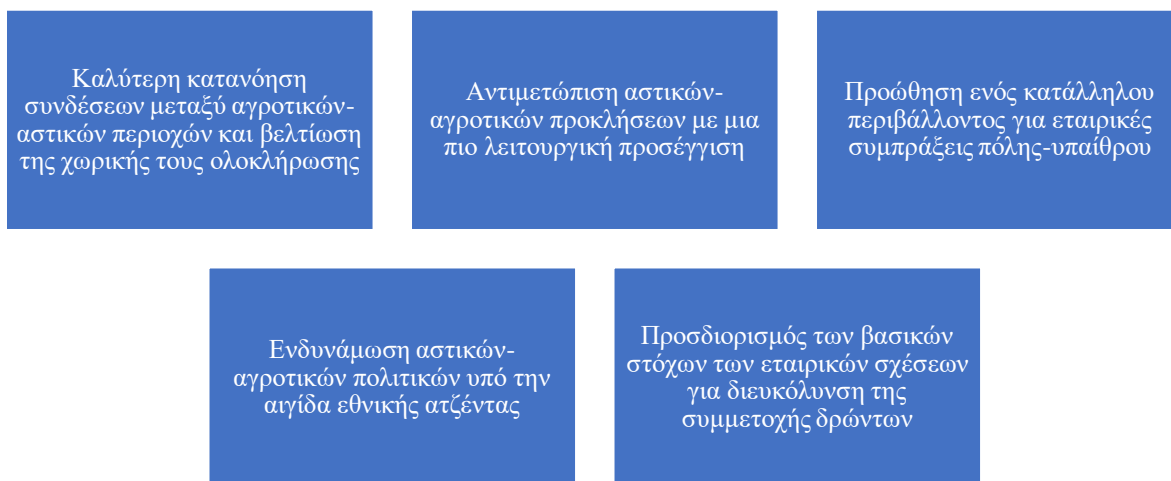 Καλύτερη κατανόηση
συνδέσεων μεταξύ αγροτικών-
αστικών περιοχών και βελτίωση
της χωρικής τους ολοκλήρωσης
Αντιμετώπιση αστικών-
αγροτικών προκλήσεων με μια
πιο λειτουργική προσέγγιση
Προώθηση ενός κατάλληλου
περιβάλλοντος για εταιρικές
συμπράξεις πόλης-υπαίθρου
Ενδυνάμωση αστικών-
αγροτικών πολιτικών υπό την
αιγίδα εθνικής ατζέντας
Προσδιορισμός των βασικών
στόχων των εταιρικών σχέσεων
για διευκόλυνση της
συμμετοχής δρώντων